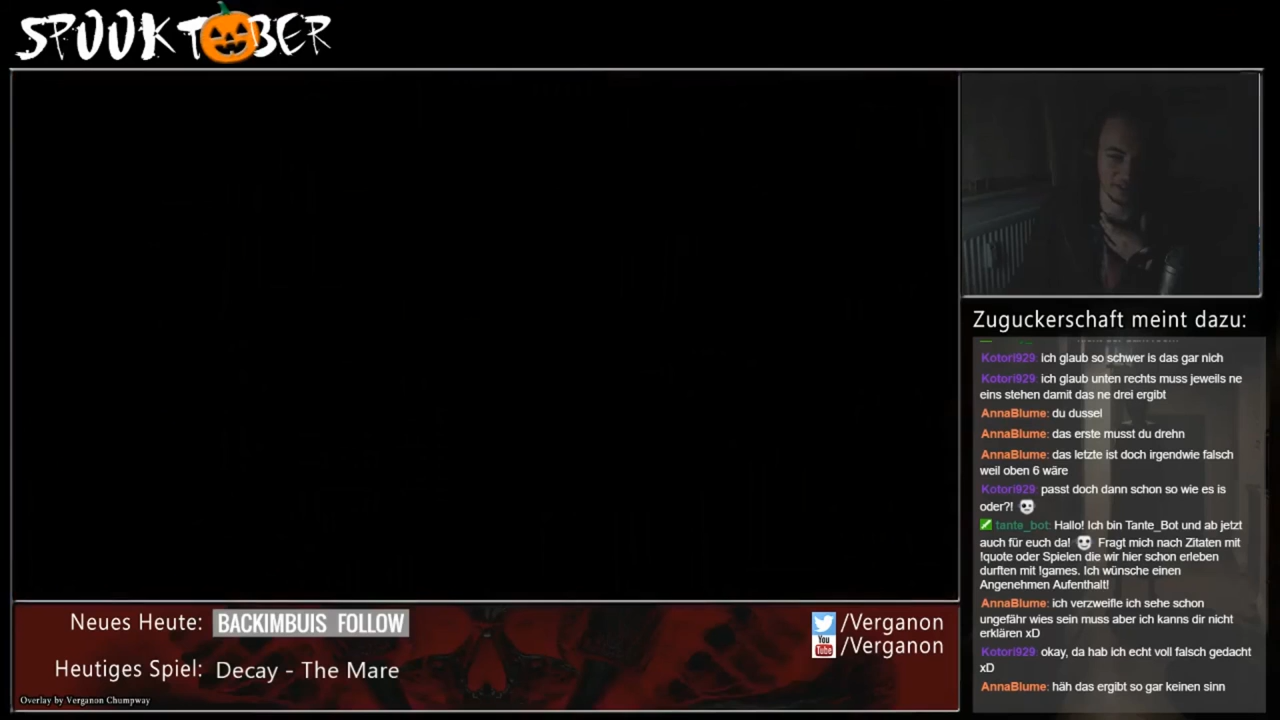 SPOOKTOBER
Zuguckerschaft meint dazu:
Kotori929: ich glaub so schwer is das gar nich
Kotori929: ich glaub unten rechts muss jeweils ne
eins stehen damit das ne drei ergibt
AnnaBlume: du dussel
AnnaBlume: das erste musst du drehn
AnnaBlume: das letzte ist doch irgendwie falsch
weil oben 6 wäre
Kotori929: passt doch dann schon so wie es is
oder?!
tante_bot: Hallo! Ich bin Tante_Bot und ab jetzt
auch für euch da! Fragt mich nach Zitaten mit
!quote oder Spielen die wir hier schon erleben
durften mit !games. Ich wünsche einen
Angenehmen Aufenthalt!
AnnaBlume: ich verzweifle ich sehe schon
ungefähr wies sein muss aber ich kanns dir nicht
erklären xD
Kotori929: okay, da hab ich echt voll falsch gedacht
xD
AnnaBlume: häh das ergibt so gar keinen sinn
Neues Heute: BACKIMBUIS FOLLOW
Heutiges Spiel: Decay - The Mare
/Verganon
You Tube /Verganon
Overlay by Verganon Chumpway